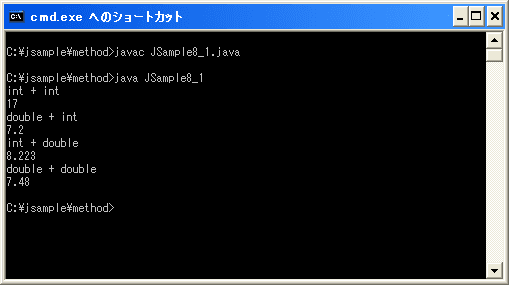 cmd.exe へのショートカット
C:¥jsample¥method>javac JSample8_1.java
C:¥jsample¥method>java JSample8_1
int + int
17
double + int
7.2
int + double
8.223
double + double
7.48
C:¥jsample¥method>